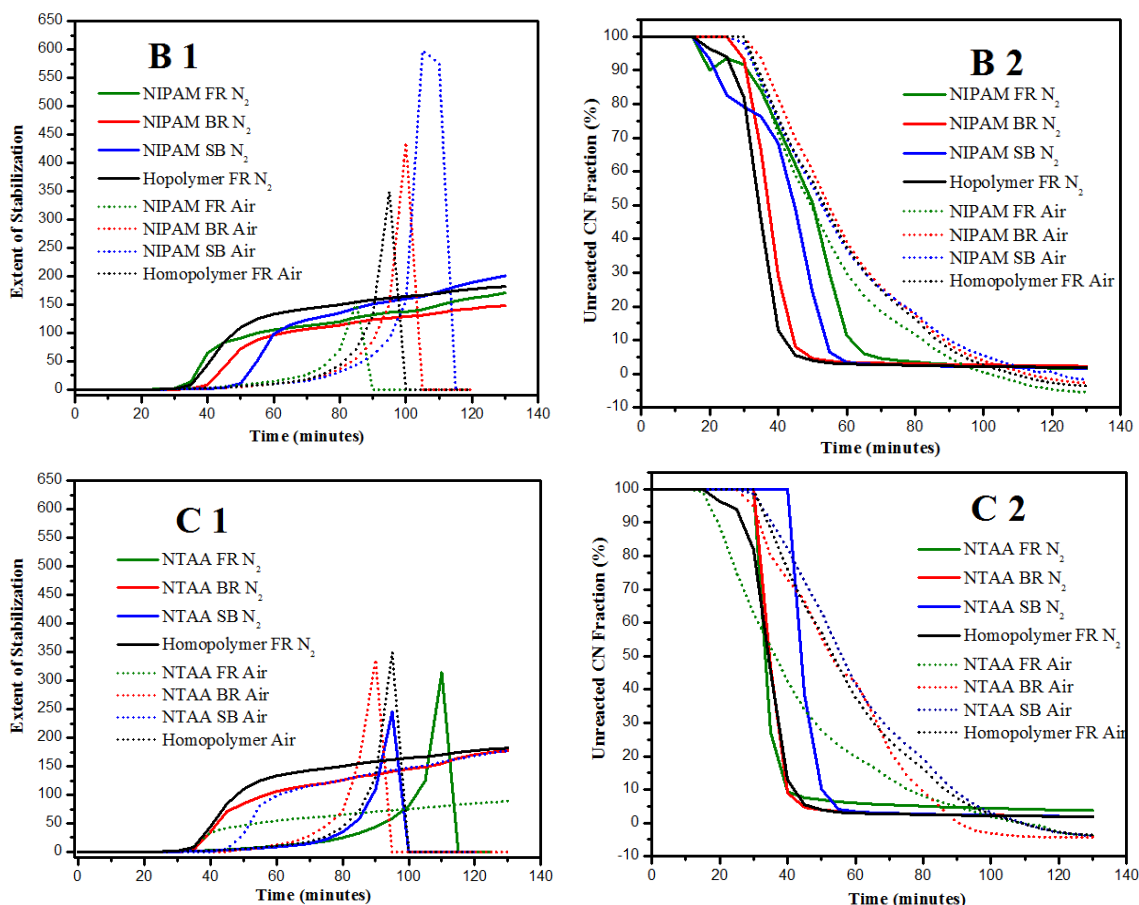 B 1
NIPAM FR N2
NIPAM BR N2
NIPAM SB N2
Hopolymer FR N2
NIPAM FR Air
NIPAM BR Air
NIPAM SB Air
Homopolymer FR Air
Extent of Stabilization
650
600
550
500
450
400
350
300
250
200
150
100
50
0
0 20 40 60 80 100 120 140
Time (minutes)
B 2
NIPAM FR N2
NIPAM BR N2
NIPAM SB N2
Hopolymer FR N2
NIPAM FR Air
NIPAM BR Air
NIPAM SB Air
Homopolymer FR Air
Unreacted CN Fraction (%)
100
90
80
70
60
50
40
30
20
10
0
-10
0 20 40 60 80 100 120 140
Time (minutes)
C 1
NTAA FR N2
NTAA BR N2
NTAA SB N2
Homopolymer FR N2
NTAA FR Air
NTAA BR Air
NTAA SB Air
Homopolymer Air
Extent of Stabilization
650
600
550
500
450
400
350
300
250
200
150
100
50
0
0 20 40 60 80 100 120 140
Time (minutes)
C 2
NTAA FR N2
NTAA BR N2
NTAA SB N2
Homopolymer FR N2
NTAA FR Air
NTAA BR Air
NTAA SB Air
Homopolymer FR Air
Unreacted CN Fraction (%)
100
90
80
70
60
50
40
30
20
10
0
-10
0 20 40 60 80 100 120 140
Time (minutes)